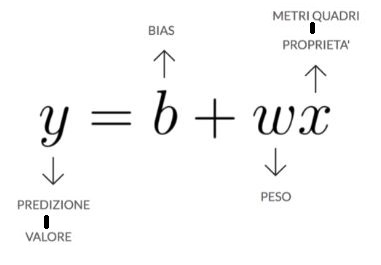 METRI QUADRI
BIAS
PROPRIETA'
y = b + wx
PREDIZIONE
PESO
VALORE